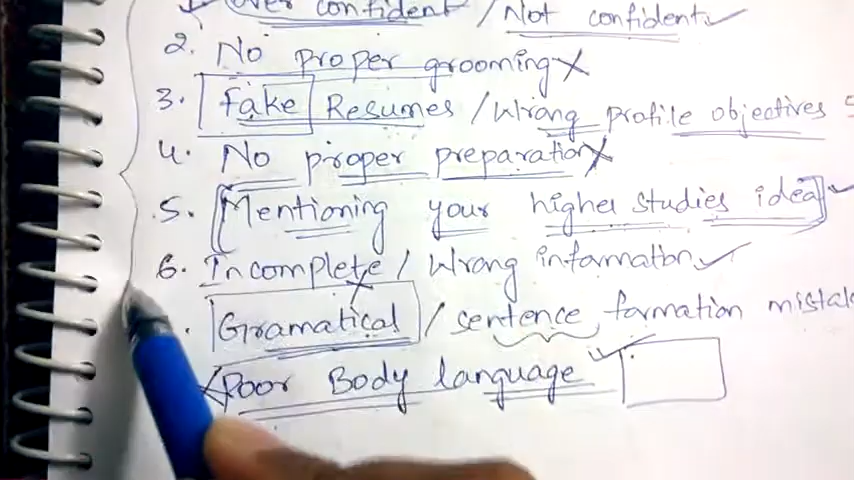 Over confident / Not confident
2. No proper grooming
3. Fake Resumes / Wrong profile objectives
4. No proper preparation
5. Mentioning your higher studies idea
6. Incomplete / Wrong information
. Gramatical / sentence formation
Poor Body language